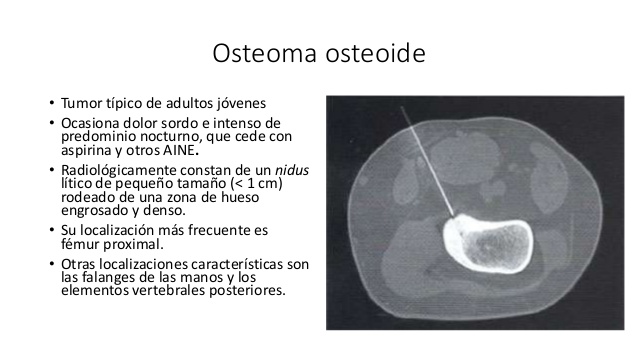 Osteoma osteoide
• Tumor típico de adultos jóvenes
• Ocasiona dolor sordo e intenso de
predominio nocturno, que cede con
aspirina y otros AINE.
• Radiológicamente constan de un nidus
lítico de pequeño tamaño (< 1 cm)
rodeado de una zona de hueso
engrosado y denso.
• Su localización más frecuente es
fémur proximal.
• Otras localizaciones características son
las falanges de las manos y los
elementos vertebrales posteriores.